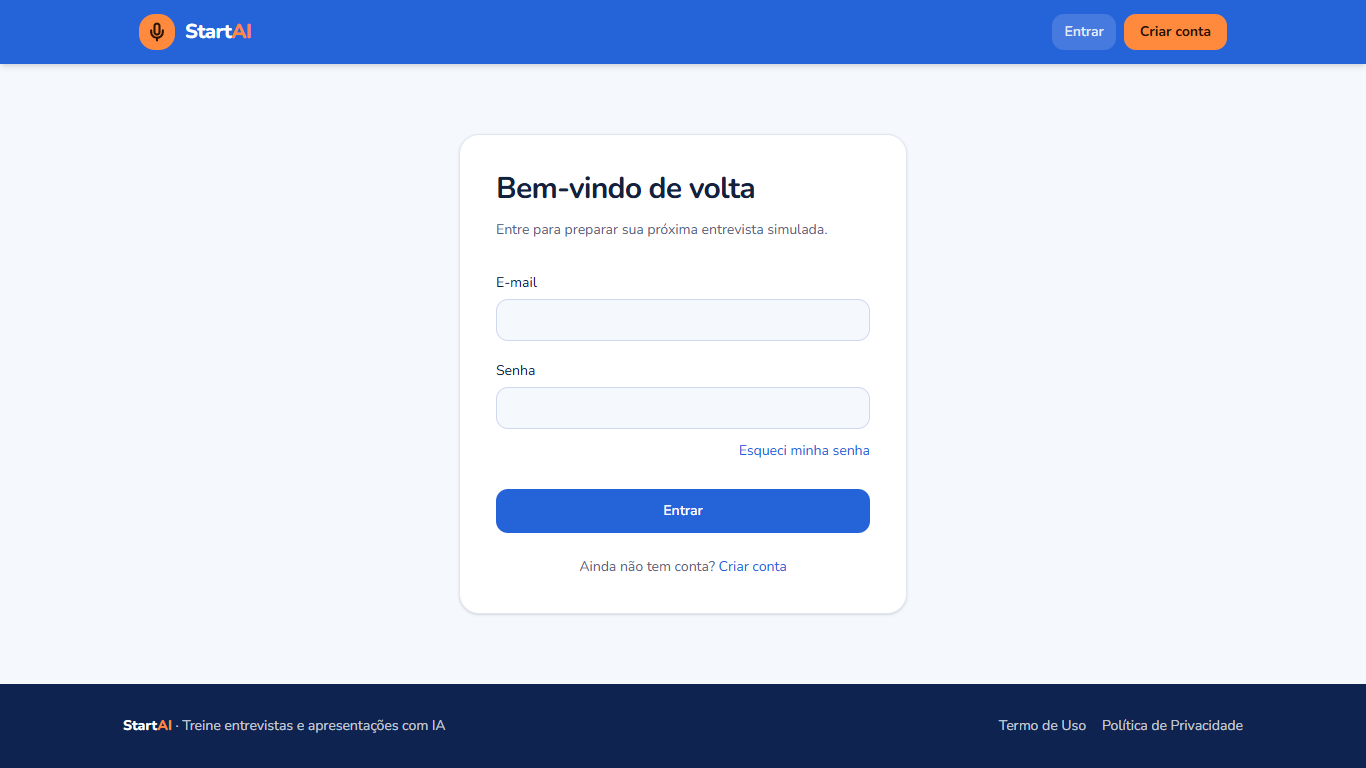 StartAI
Entrar
Criar conta
Bem-vindo de volta
Entre para preparar sua próxima entrevista simulada.
E-mail
Senha
Esqueci minha senha
Entrar
Ainda não tem conta? Criar conta
StartAI · Treine entrevistas e apresentações com IA
Termo de Uso
Política de Privacidade